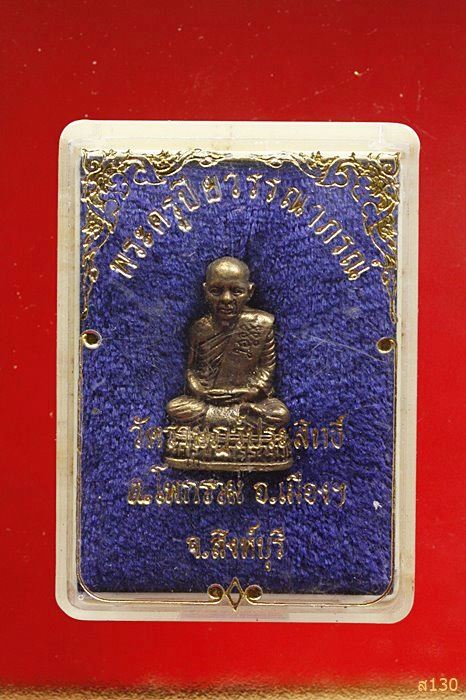 พระครูปิยวรรณาภรณ์
วัดราษฎร์ประสิทธิ์
ต.โพกรวม อ.เมืองฯ
จ.สิงห์บุรี
ส130